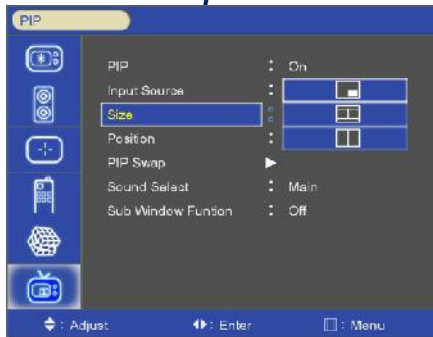 PIP
PIP : On
Input Source :
Size :
Position :
PIP Swap
Sound Select : Main
Sub Window Funtion : Off
: Adjust : Enter : Menu